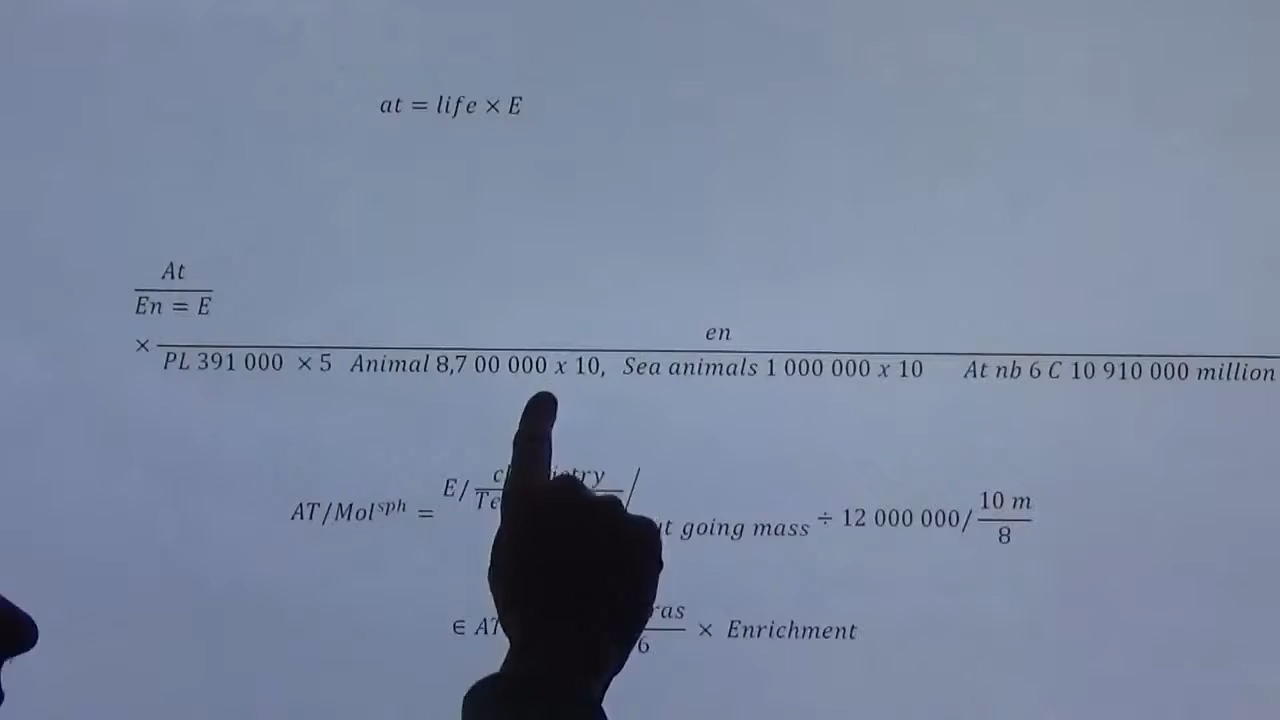 at = life × E
At
En = E
en
× PL 391 000 × 5 Animal 8,7 00 000 x 10, Sea animals 1 000 000 x 10 At nb 6 C 10 910 000 million
AT/Mol^sph = E/ / going mass ÷ 12 000 000/ 10 m
8
∈
6 × Enrichment